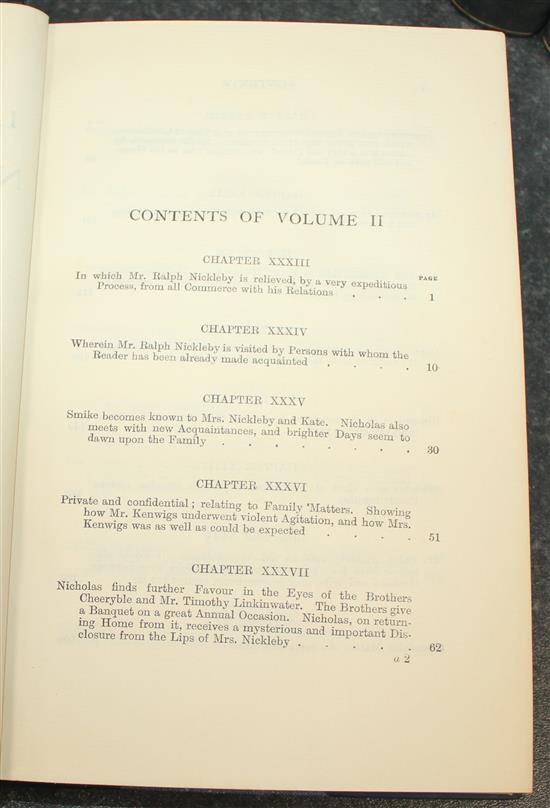 CONTENTS OF VOLUME II
CHAPTER XXXIII
PAGE
In which Mr. Ralph Nickleby is relieved, by a very expeditious
Process, from all Commerce with his Relations . . . 1
CHAPTER XXXIV
Wherein Mr. Ralph Nickleby is visited by Persons with whom the
Reader has been already made acquainted . . . . 10
CHAPTER XXXV
Smike becomes known to Mrs. Nickleby and Kate. Nicholas also
meets with new Acquaintances, and brighter Days seem to
dawn upon the Family . . . . . . . 30
CHAPTER XXXVI
Private and confidential; relating to Family 'Matters. Showing
how Mr. Kenwigs underwent violent Agitation, and how Mrs.
Kenwigs was as well as could be expected . . . . 51
CHAPTER XXXVII
Nicholas finds further Favour in the Eyes of the Brothers
Cheeryble and Mr. Timothy Linkinwater. The Brothers give
a Banquet on a great Annual Occasion. Nicholas, on return-
ing Home from it, receives a mysterious and important Dis-
closure from the Lips of Mrs. Nickleby . . . . . 62
a 2